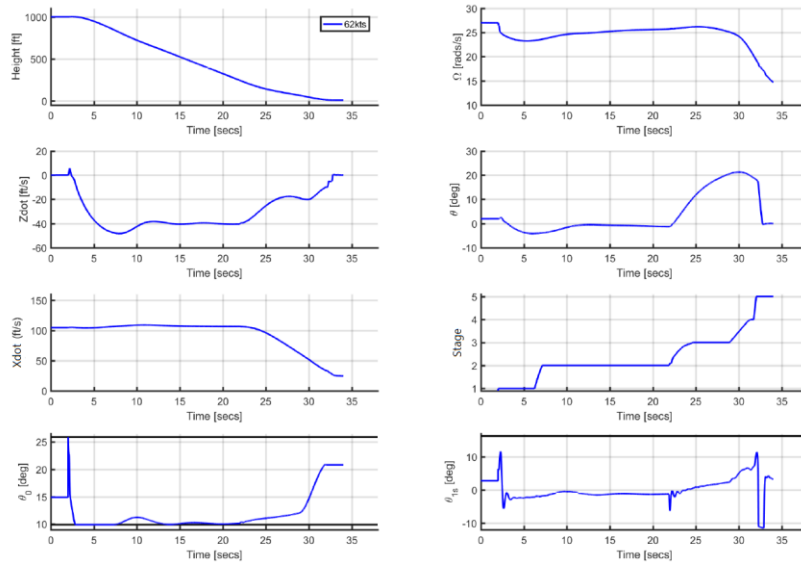 1000
500
0
Height [ft]
62kts
0 5 10 15 20 25 30 35
Time [secs]
30
25
20
15
10
Ω [rads/s]
0 5 10 15 20 25 30 35
Time [secs]
20
0
-20
-40
-60
Zdot [ft/s]
0 5 10 15 20 25 30 35
Time [secs]
30
20
10
0
-10
θ [deg]
0 5 10 15 20 25 30 35
Time [secs]
150
100
50
0
Xdot (ft/s)
0 5 10 15 20 25 30 35
Time [secs]
5
4
3
2
1
Stage
0 5 10 15 20 25 30 35
Time [secs]
25
20
15
10
θ0 [deg]
0 5 10 15 20 25 30 35
Time [secs]
10
0
-10
θ1s [deg]
0 5 10 15 20 25 30 35
Time [secs]